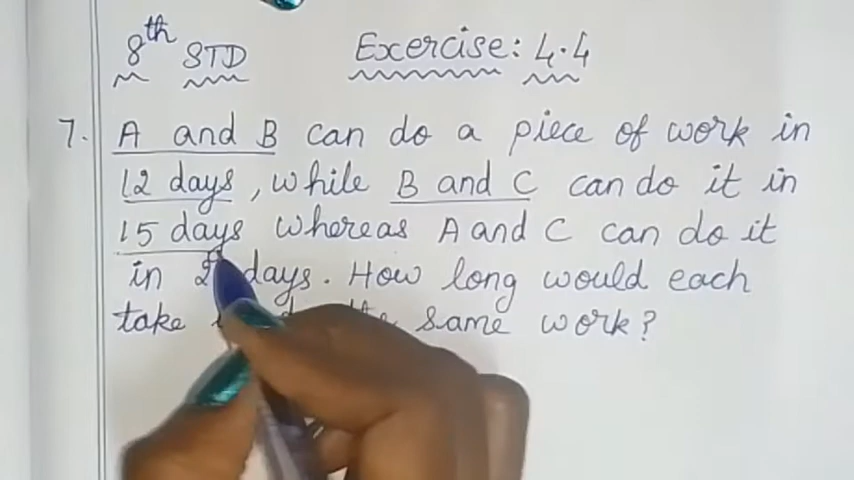 8th STD Exercise: 4.4
7. A and B can do a piece of work in
12 days, while B and C can do it in
15 days whereas A and C can do it
in days. How long would each
take the same work?